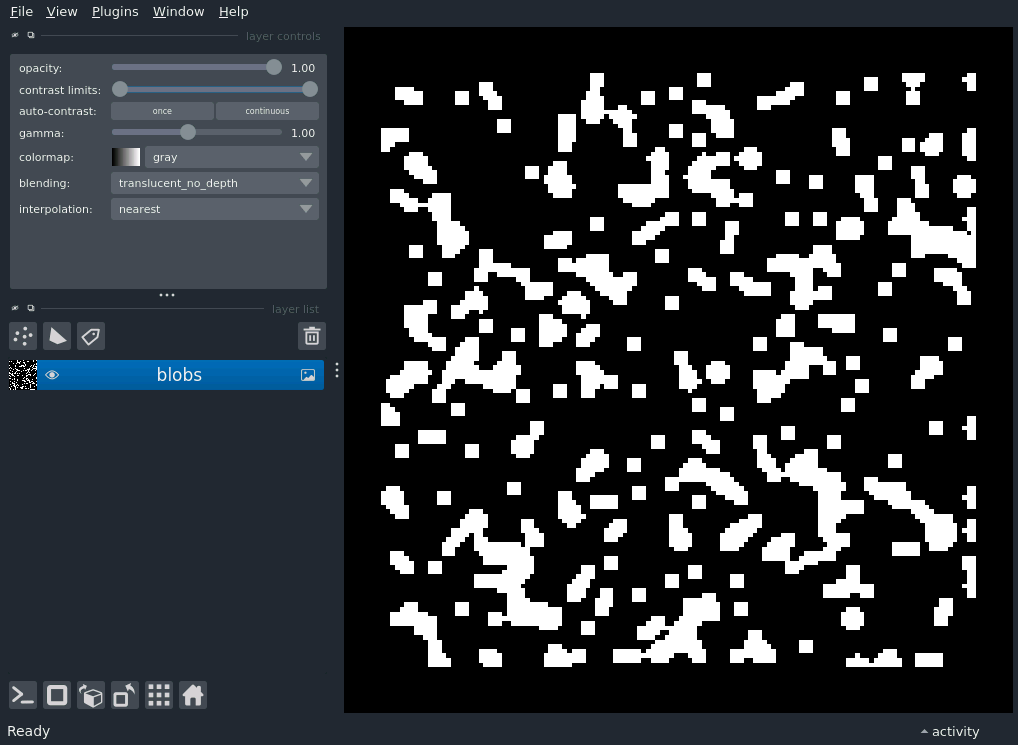 File View Plugins Window Help
layer controls
opacity: 1.00
contrast limits:
auto-contrast: once continuous
gamma: 1.00
colormap: gray
blending: translucent_no_depth
interpolation: nearest
layer list
blobs
Ready activity